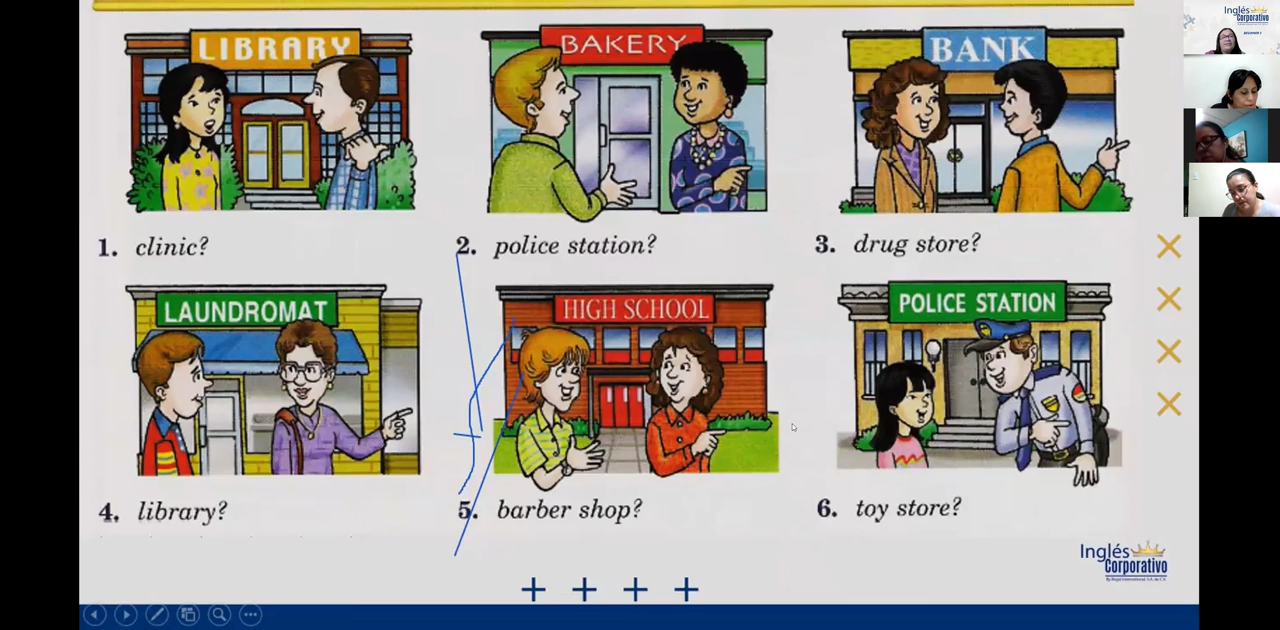 LIBRARY
BAKERY
BANK
1. clinic?
2. police station?
3. drug store?
LAUNDROMAT
HIGH SCHOOL
POLICE STATION
4. library?
5. barber shop?
6. toy store?
Inglés
Corporativo
Inglés
Corporativo